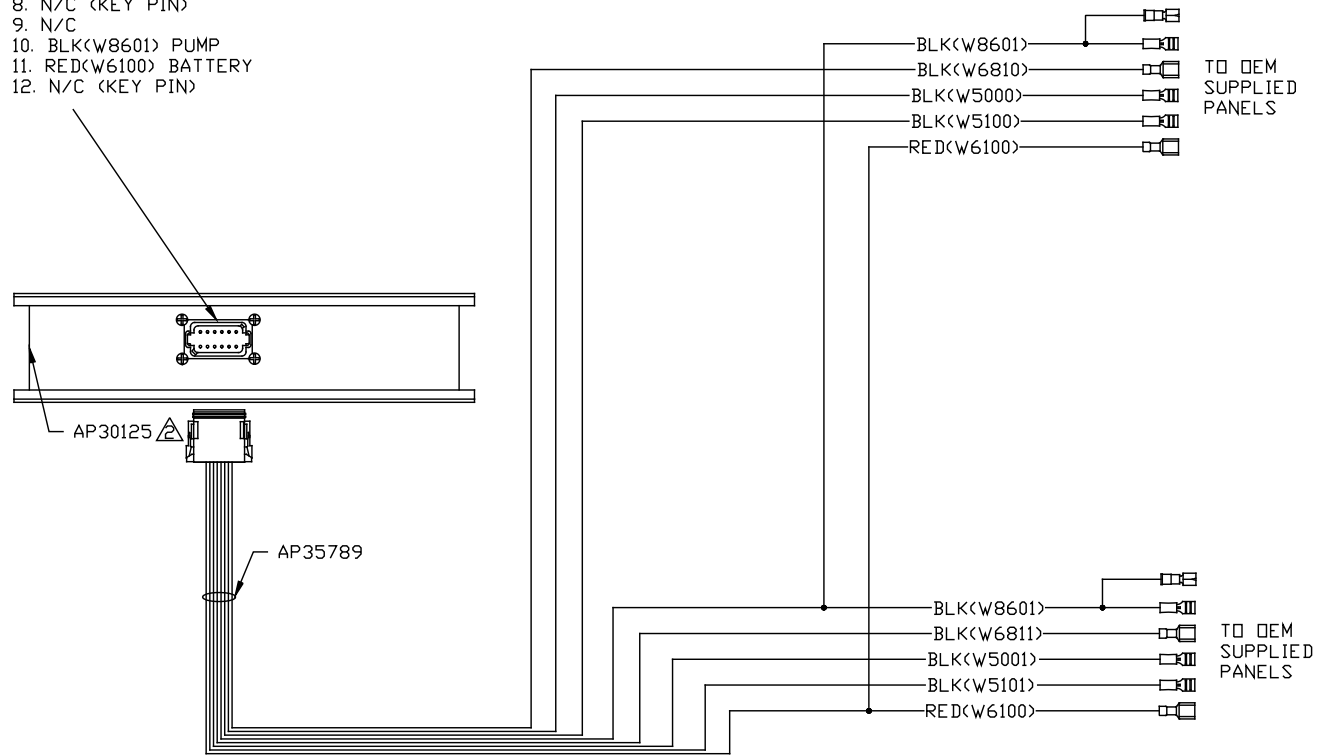 8. N/C (KEY PIN)
9. N/C
10. BLK(W8601) PUMP
11. RED(W6100) BATTERY
12. N/C (KEY PIN)
BLK(W8601)
BLK(W6810)
BLK(W5000)
BLK(W5100)
RED(W6100)
TO OEM
SUPPLIED
PANELS
AP30125 2
AP35789
BLK(W8601)
BLK(W6811)
BLK(W5001)
BLK(W5101)
RED(W6100)
TO OEM
SUPPLIED
PANELS